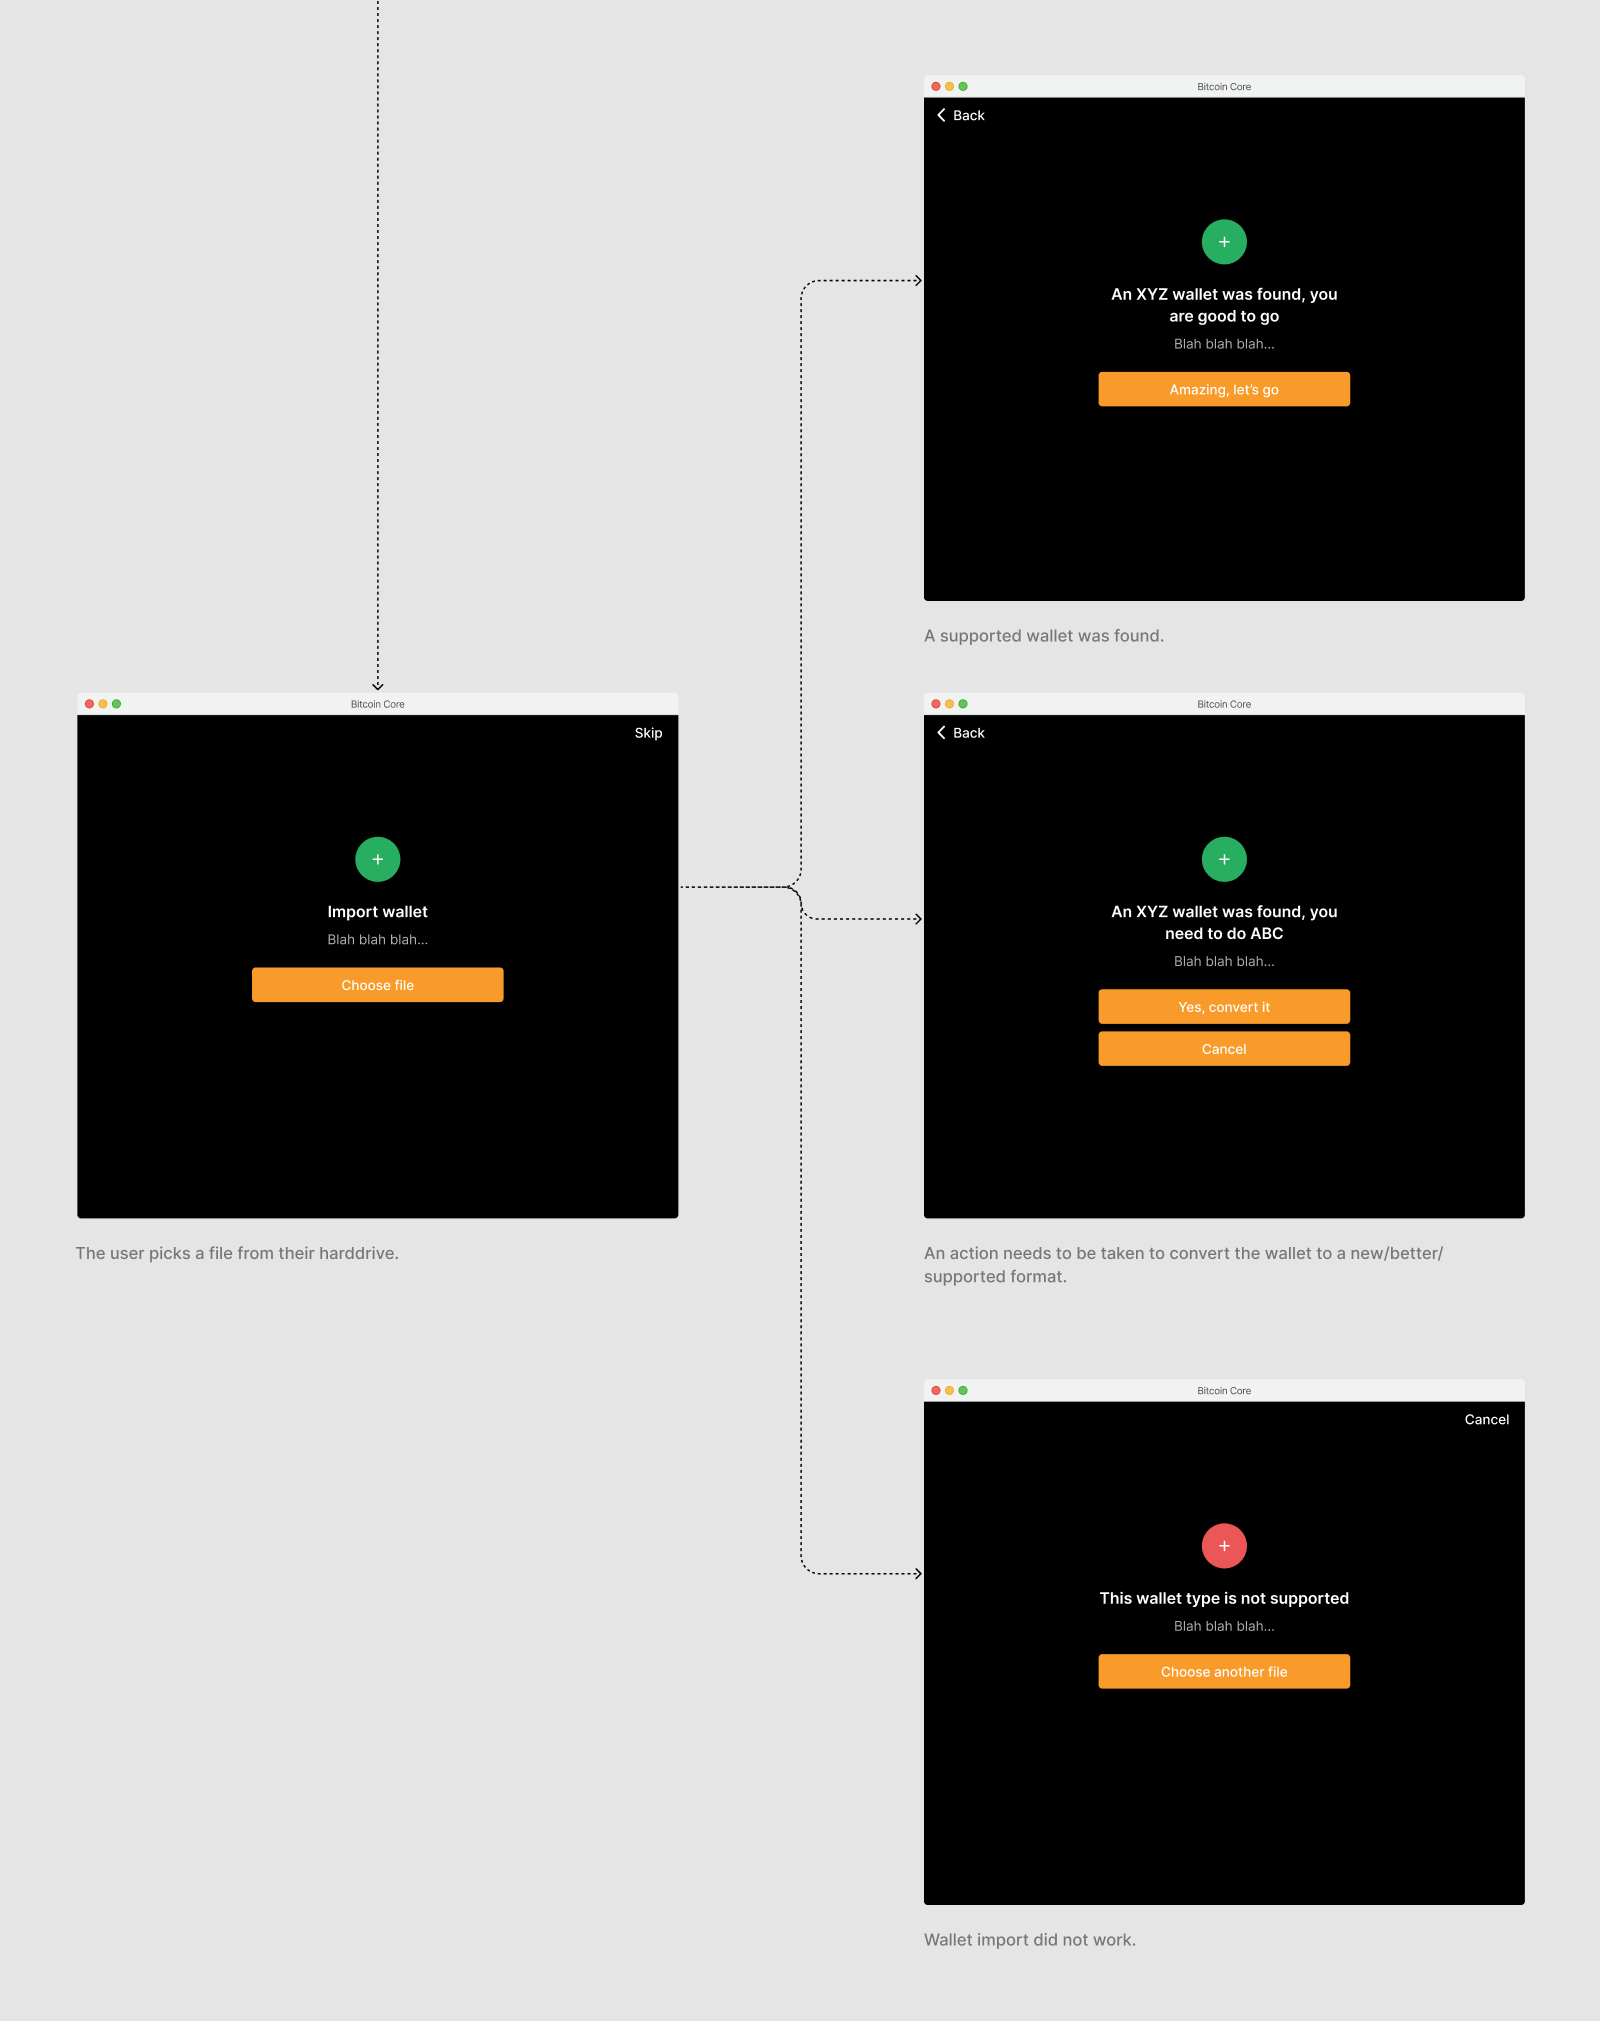 Bitcoin Core
Back
An XYZ wallet was found, you
are good to go
Blah blah blah...
Amazing, let's go
A supported wallet was found.
Bitcoin Core
Skip
Import wallet
Blah blah blah...
Choose file
The user picks a file from their harddrive.
Bitcoin Core
Back
An XYZ wallet was found, you
need to do ABC
Blah blah blah...
Yes, convert it
Cancel
An action needs to be taken to convert the wallet to a new/better/
supported format.
Bitcoin Core
Cancel
This wallet type is not supported
Blah blah blah...
Choose another file
Wallet import did not work.